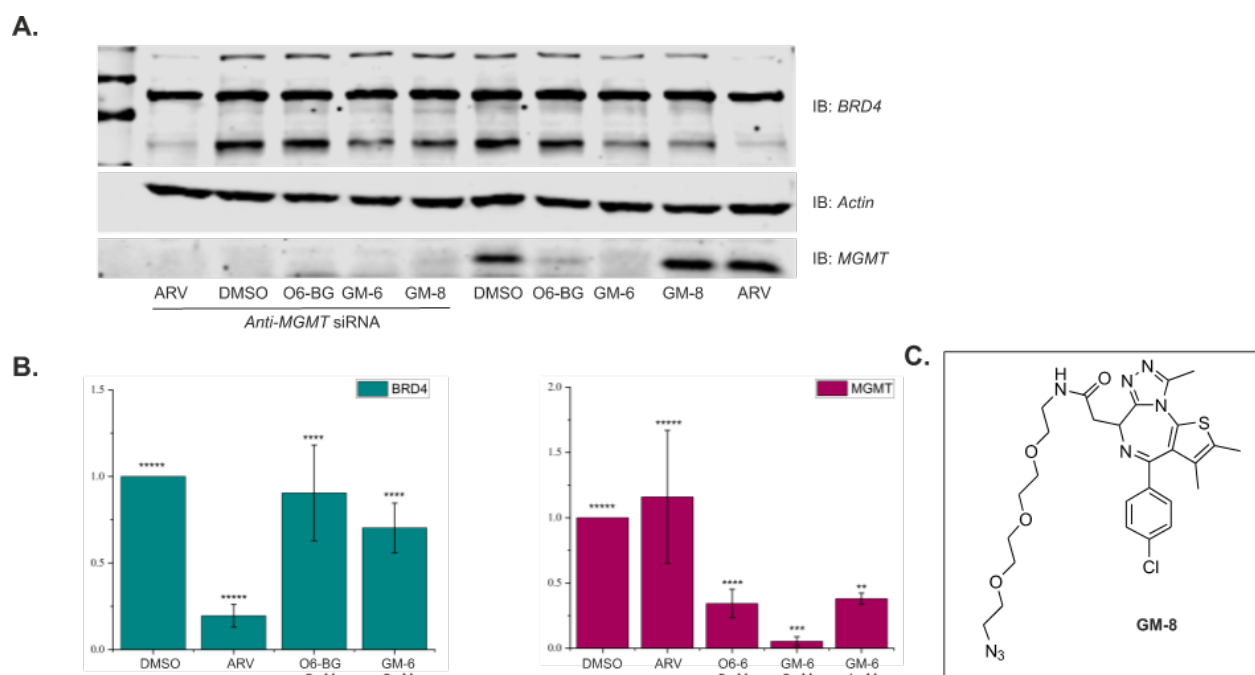 A.
IB: BRD4
IB: Actin
IB: MGMT
ARV DMSO O6-BG GM-6 GM-8 DMSO O6-BG GM-6 GM-8 ARV
Anti-MGMT siRNA
B.
1.5
1.0
0.5
0.0
BRD4
*****
*****
****
****
DMSO ARV O6-BG GM-6
2.0
1.5
1.0
0.5
0.0
MGMT
*****
*****
****
***
**
DMSO ARV O6-6 GM-6 GM-6
C.
H
N
O
N
N
N
S
N
O
O
O
Cl
N3
GM-8